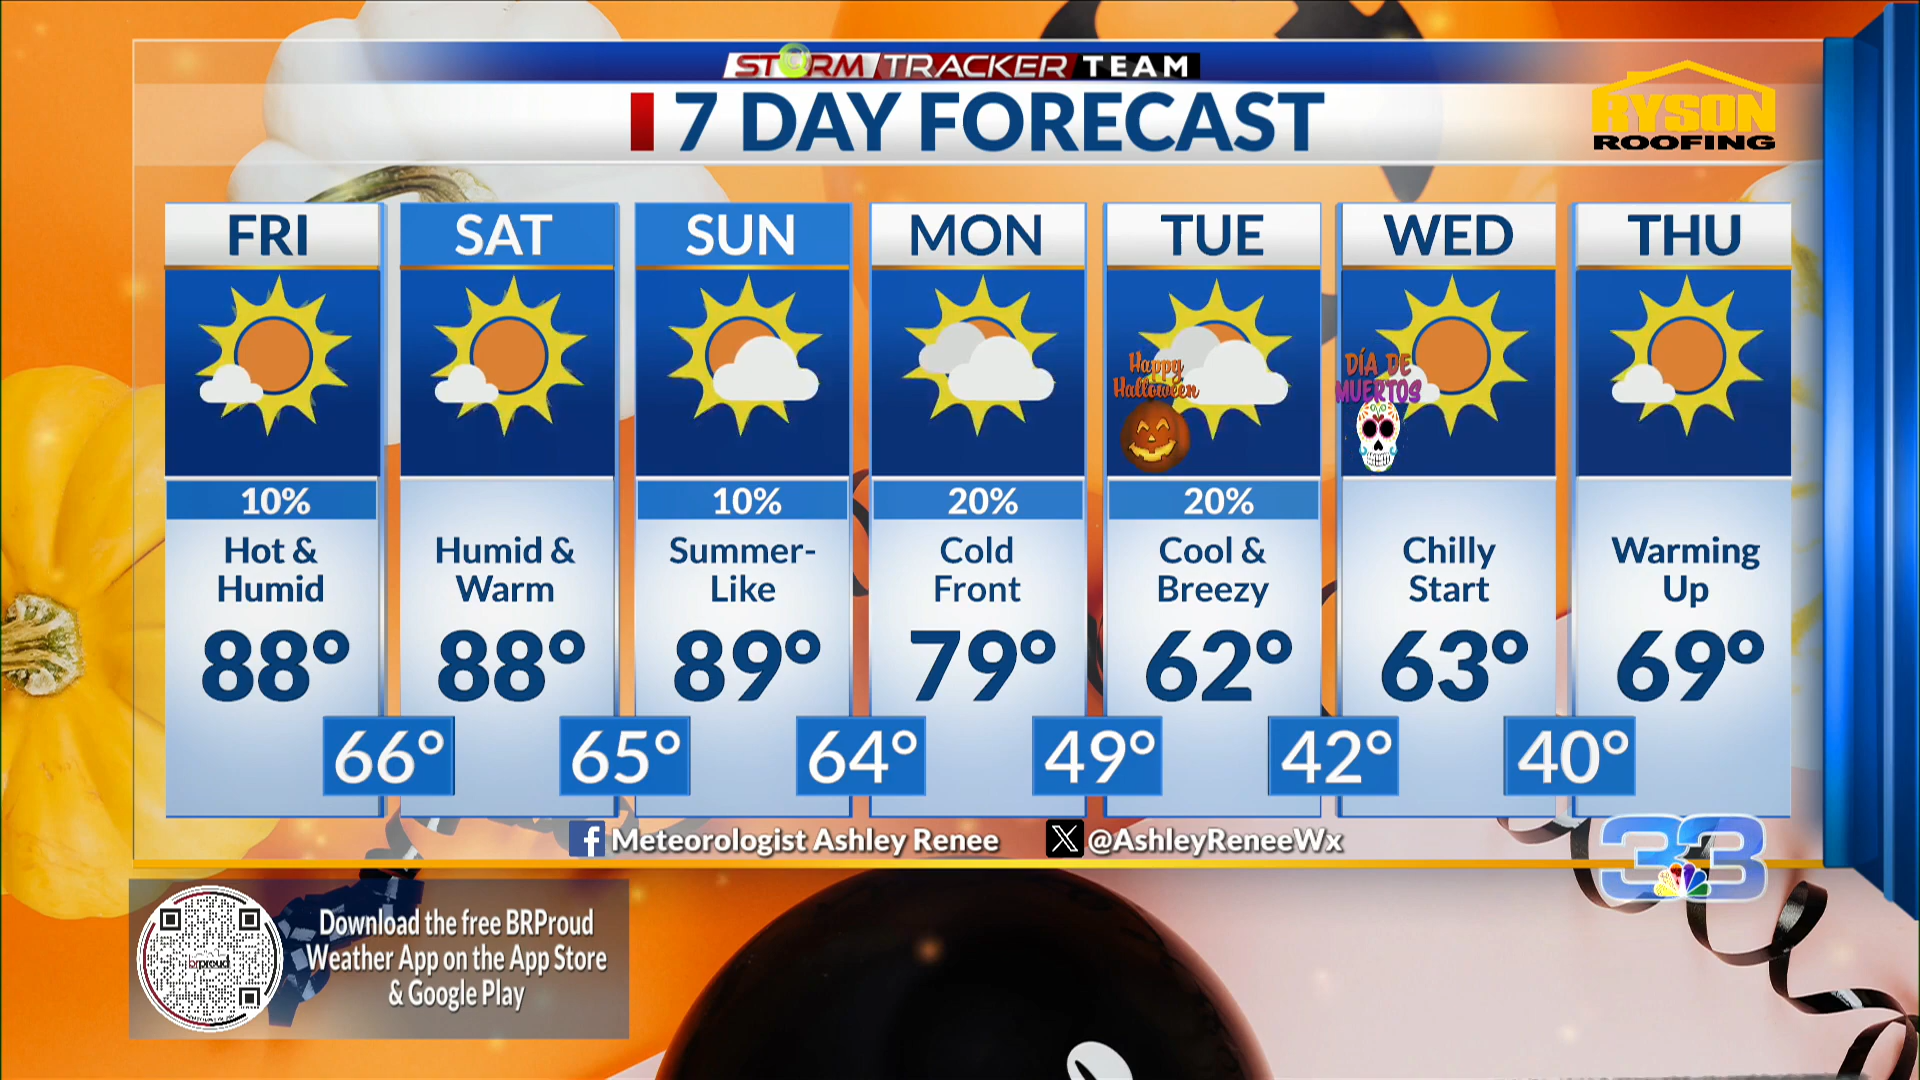 STORM TRACKER TEAM
7 DAY FORECAST
RYSON
ROOFING
FRI
10%
Hot &
Humid
88°
66°
SAT
Humid &
Warm
88°
65°
SUN
10%
Summer-
Like
89°
64°
MON
20%
Cold
Front
79°
49°
TUE
Happy
Halloween
20%
Cool &
Breezy
62°
42°
WED
DÍA DE
MUERTOS
Chilly
Start
63°
40°
THU
Warming
Up
69°
f Meteorologist Ashley Renee
X @AshleyReneeWx
33
brproud
Download the free BRProud
Weather App on the App Store
& Google Play